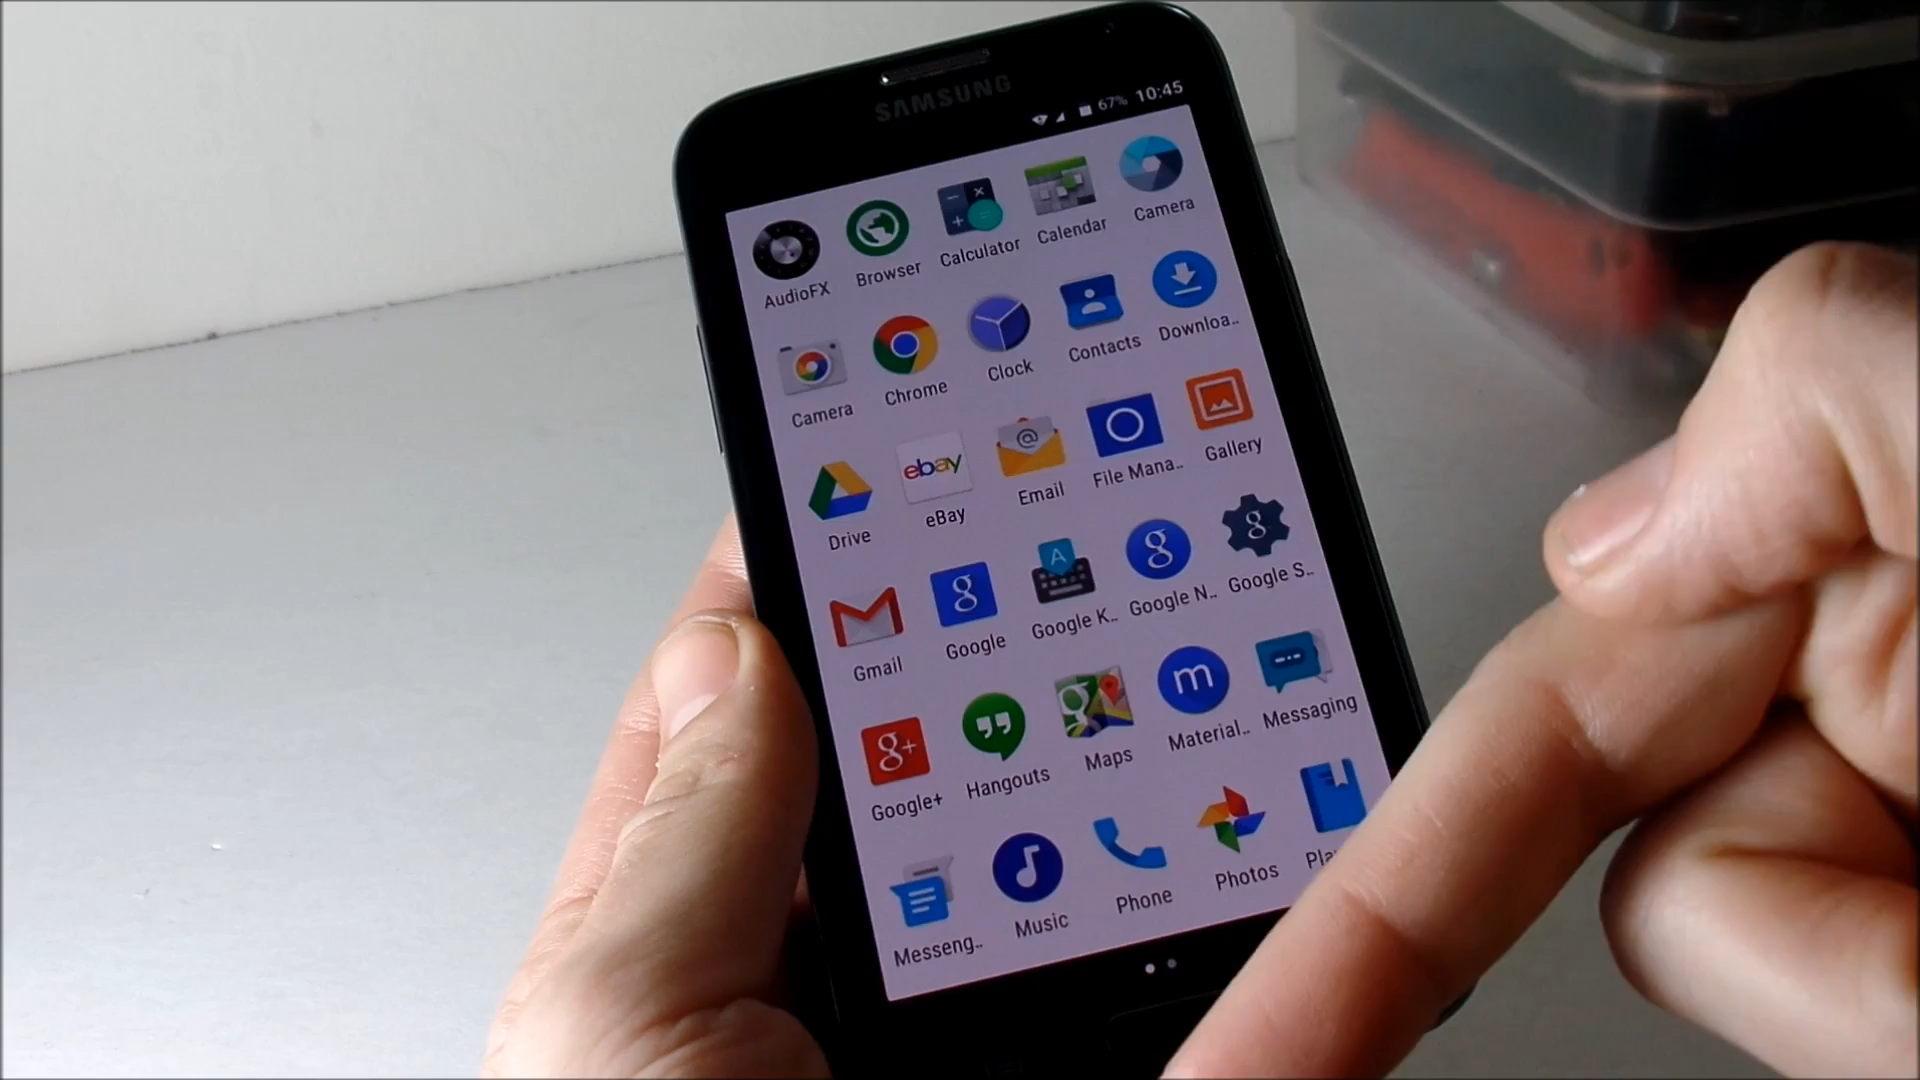 SAMSUNG
67% 10:45
AudioFX Browser Calculator Calendar Camera
Camera Chrome Clock Contacts Downloa..
Drive ebay eBay Email File Mana.. Gallery
Gmail Google Google K.. Google N.. Google S..
Google+ Hangouts Maps Material.. Messaging
Messeng.. Music Phone Photos